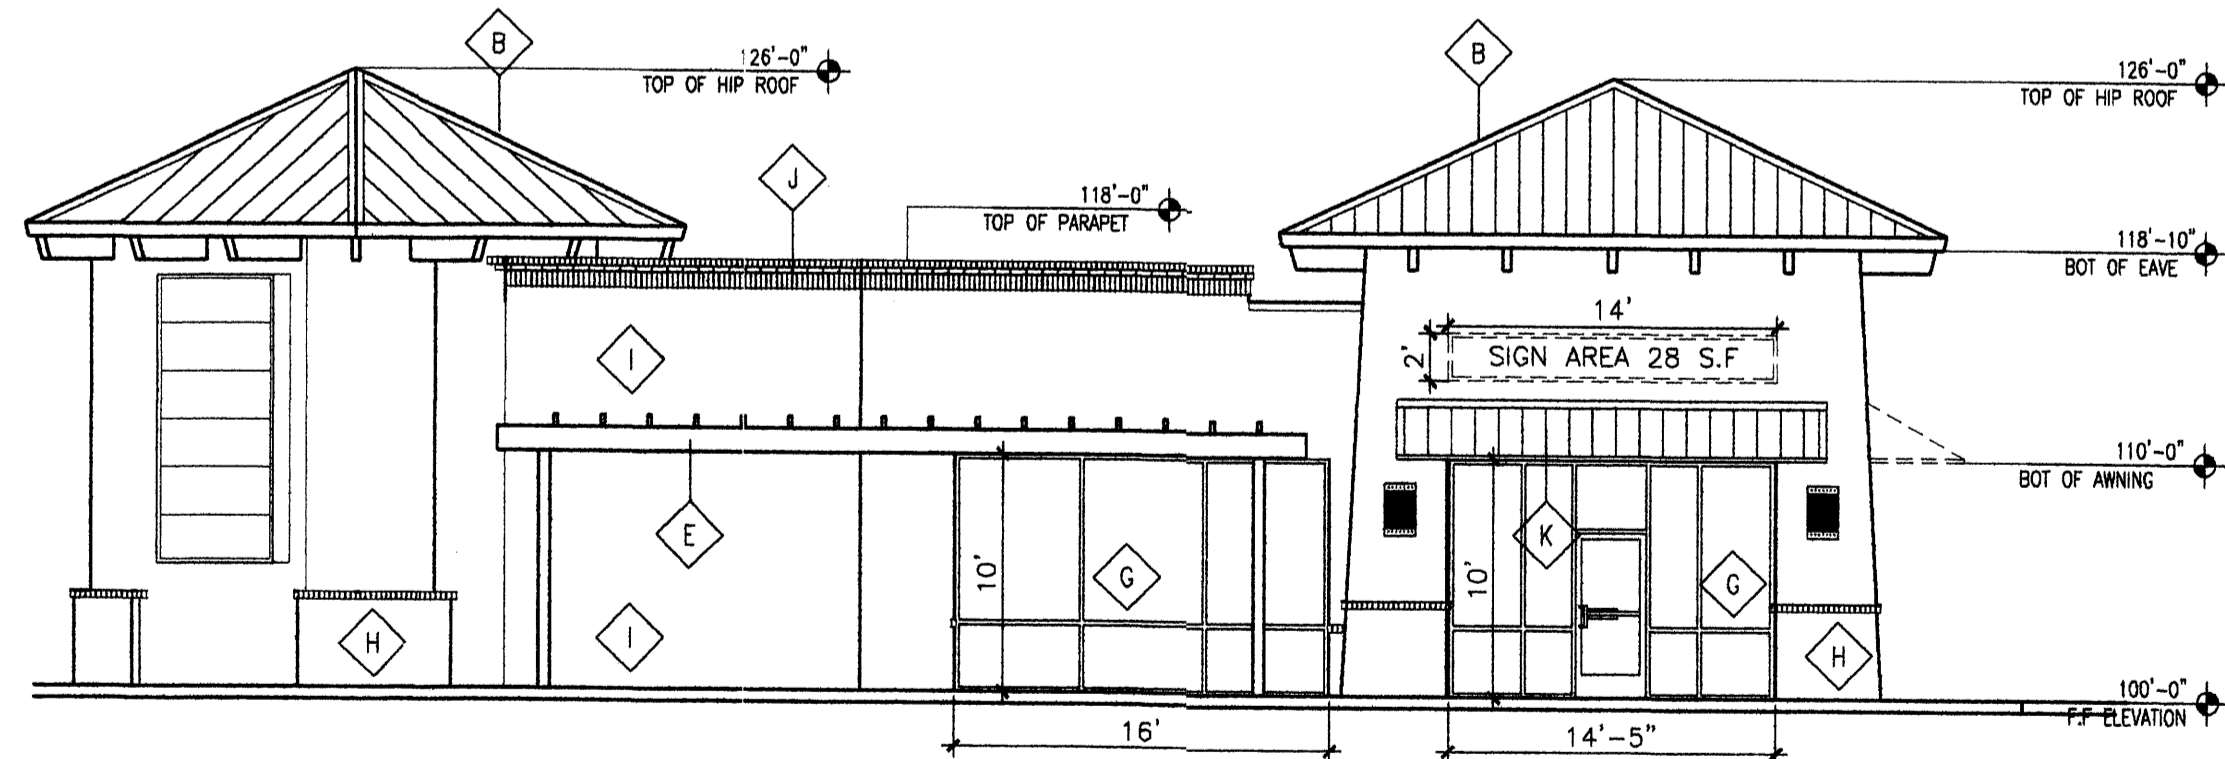 B
126'-0"
TOP OF HIP ROOF
B
126'-0"
TOP OF HIP ROOF
J
118'-0"
TOP OF PARAPET
118'-10"
BOT OF EAVE
14'
2'
SIGN AREA 28 S.F
I
110'-0"
BOT OF AWNING
E
K
10'
G
10'
G
H
I
H
100'-0"
F.F ELEVATION
16'
14'-5"